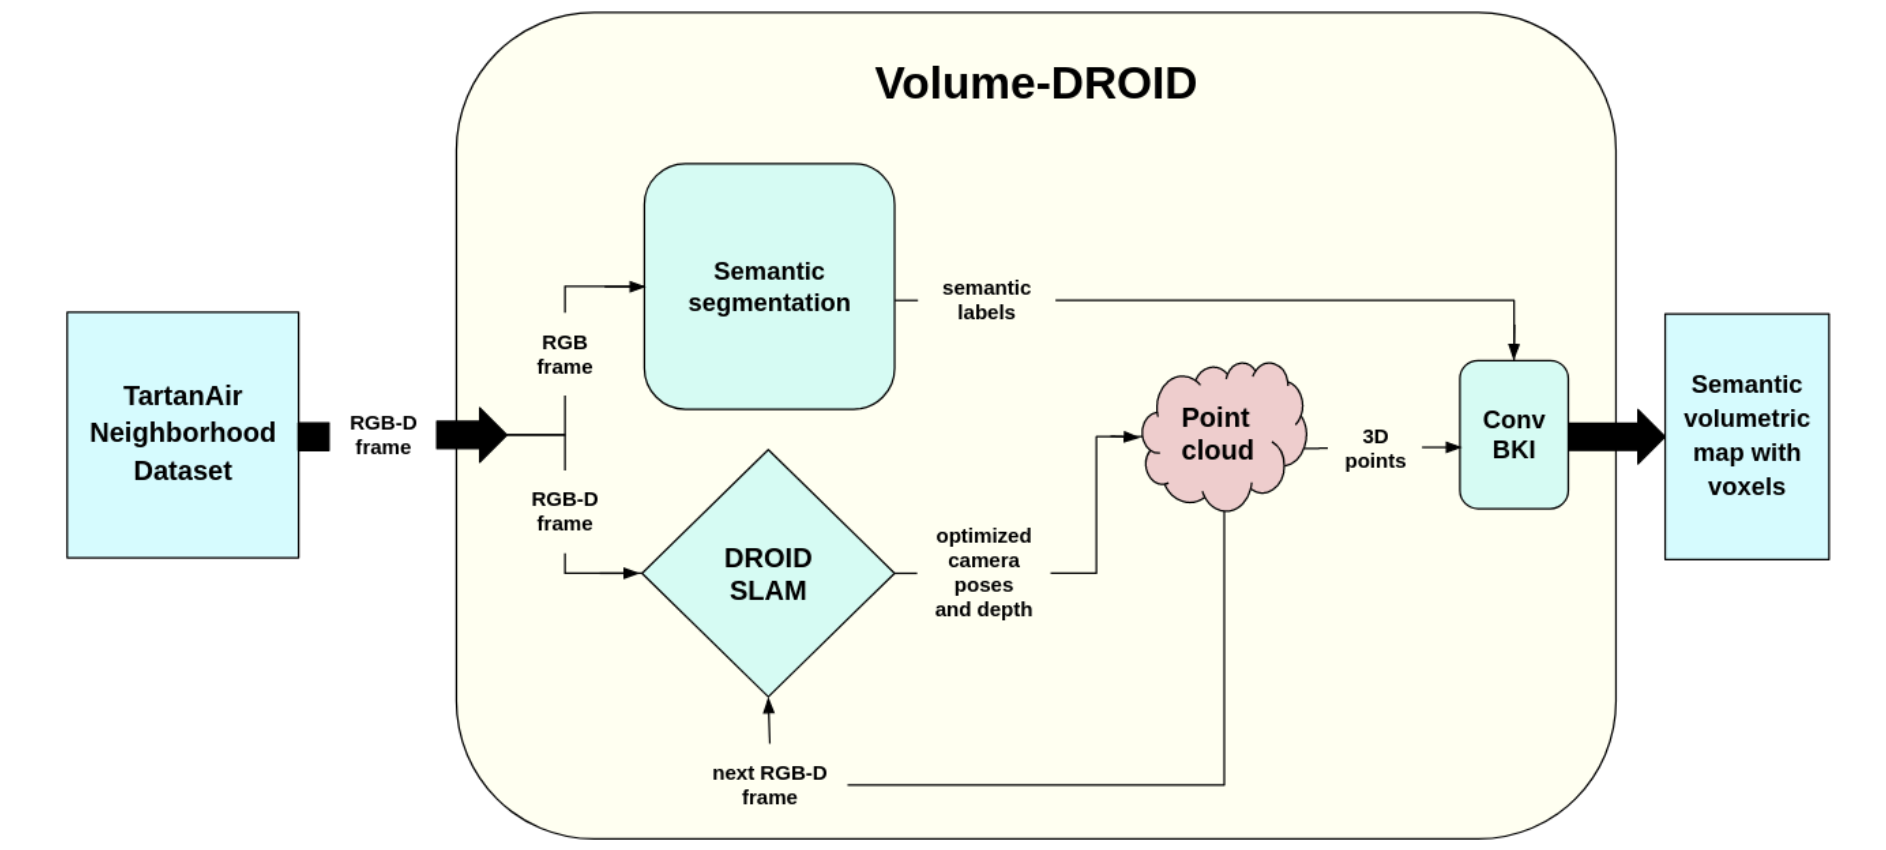 Volume-DROID
TartanAir
Neighborhood
Dataset
RGB-D
frame
RGB
frame
RGB-D
frame
Semantic
segmentation
semantic
labels
DROID
SLAM
optimized
camera
poses
and depth
Point
cloud
3D
points
Conv
BKI
next RGB-D
frame
Semantic
volumetric
map with
voxels